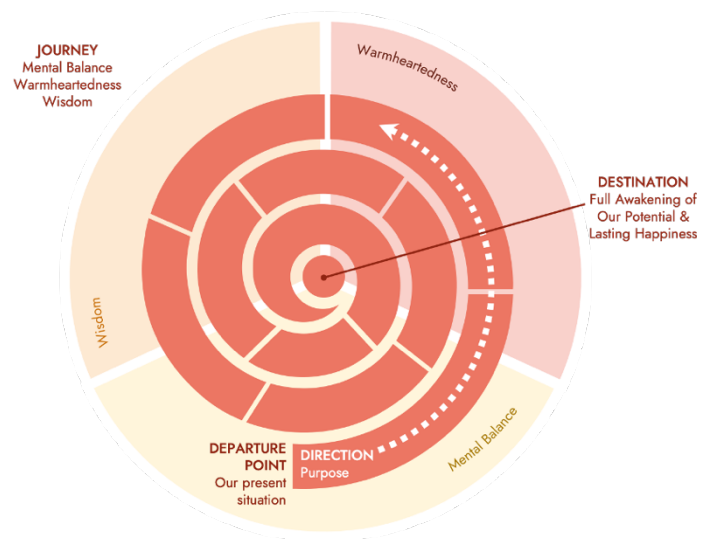 JOURNEY
Mental Balance
Warmheartedness
Wisdom
Warmheartedness
DESTINATION
Full Awakening of
Our Potential &
Lasting Happiness
Wisdom
Mental Balance
DEPARTURE
POINT
Our present
situation
DIRECTION
Purpose